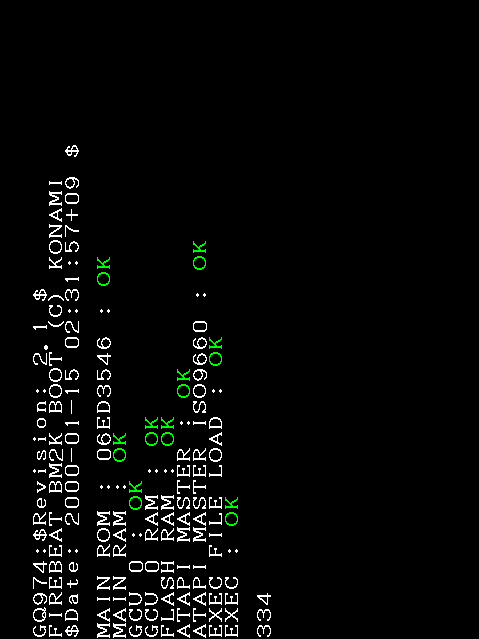 GQ974:$Revision: 2.1 $
FIREBEAT BM2K BOOT (C) KONAMI
$Date: 2000-01-15 02:31:57+09 $
MAIN ROM : 06ED3546 : OK
MAIN RAM : OK
GCU 0 : OK
GCU 0 RAM : OK
FLASH RAM : OK
ATAPI MASTER : OK
ATAPI MASTER ISO9660 : OK
EXEC FILE LOAD : OK
EXEC : OK
334